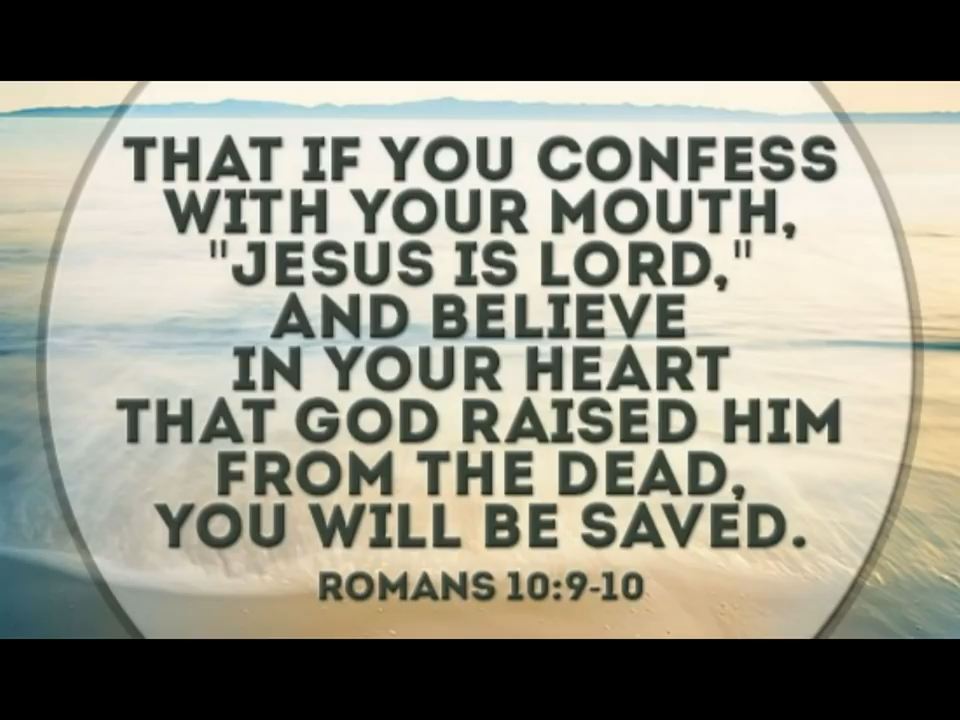 THAT IF YOU CONFESS
WITH YOUR MOUTH,
"JESUS IS LORD,"
AND BELIEVE
IN YOUR HEART
THAT GOD RAISED HIM
FROM THE DEAD,
YOU WILL BE SAVED.
ROMANS 10:9-10